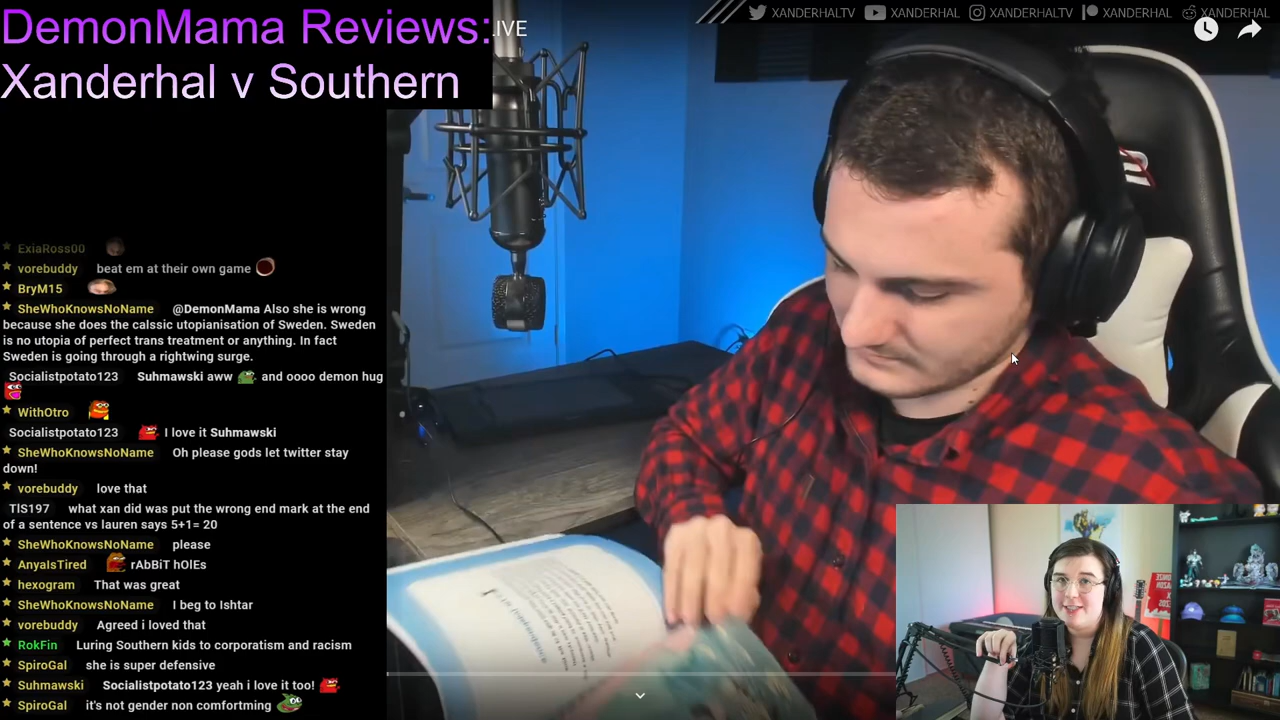 DemonMama Reviews:
Xanderhal v Southern
LIVE
XANDERHALTV XANDERHAL XANDERHALTV XANDERHAL XANDERHAL
ExiaRoss00
vorebuddy beat em at their own game
BryM15
SheWhoKnowsNoName @DemonMama Also she is wrong
because she does the calssic utopianisation of Sweden. Sweden
is no utopia of perfect trans treatment or anything. In fact
Sweden is going through a rightwing surge.
Socialistpotato123 Suhmawski aww and oooo demon hug
WithOtro
Socialistpotato123 I love it Suhmawski
SheWhoKnowsNoName Oh please gods let twitter stay
down!
vorebuddy love that
TlS197 what xan did was put the wrong end mark at the end
of a sentence vs lauren says 5+1= 20
SheWhoKnowsNoName please
AnyaIsTired rAbBiT hOlEs
hexogram That was great
SheWhoKnowsNoName I beg to Ishtar
vorebuddy Agreed i loved that
RokFin Luring Southern kids to corporatism and racism
SpiroGal she is super defensive
Suhmawski Socialistpotato123 yeah i love it too!
SpiroGal it's not gender non comfortming